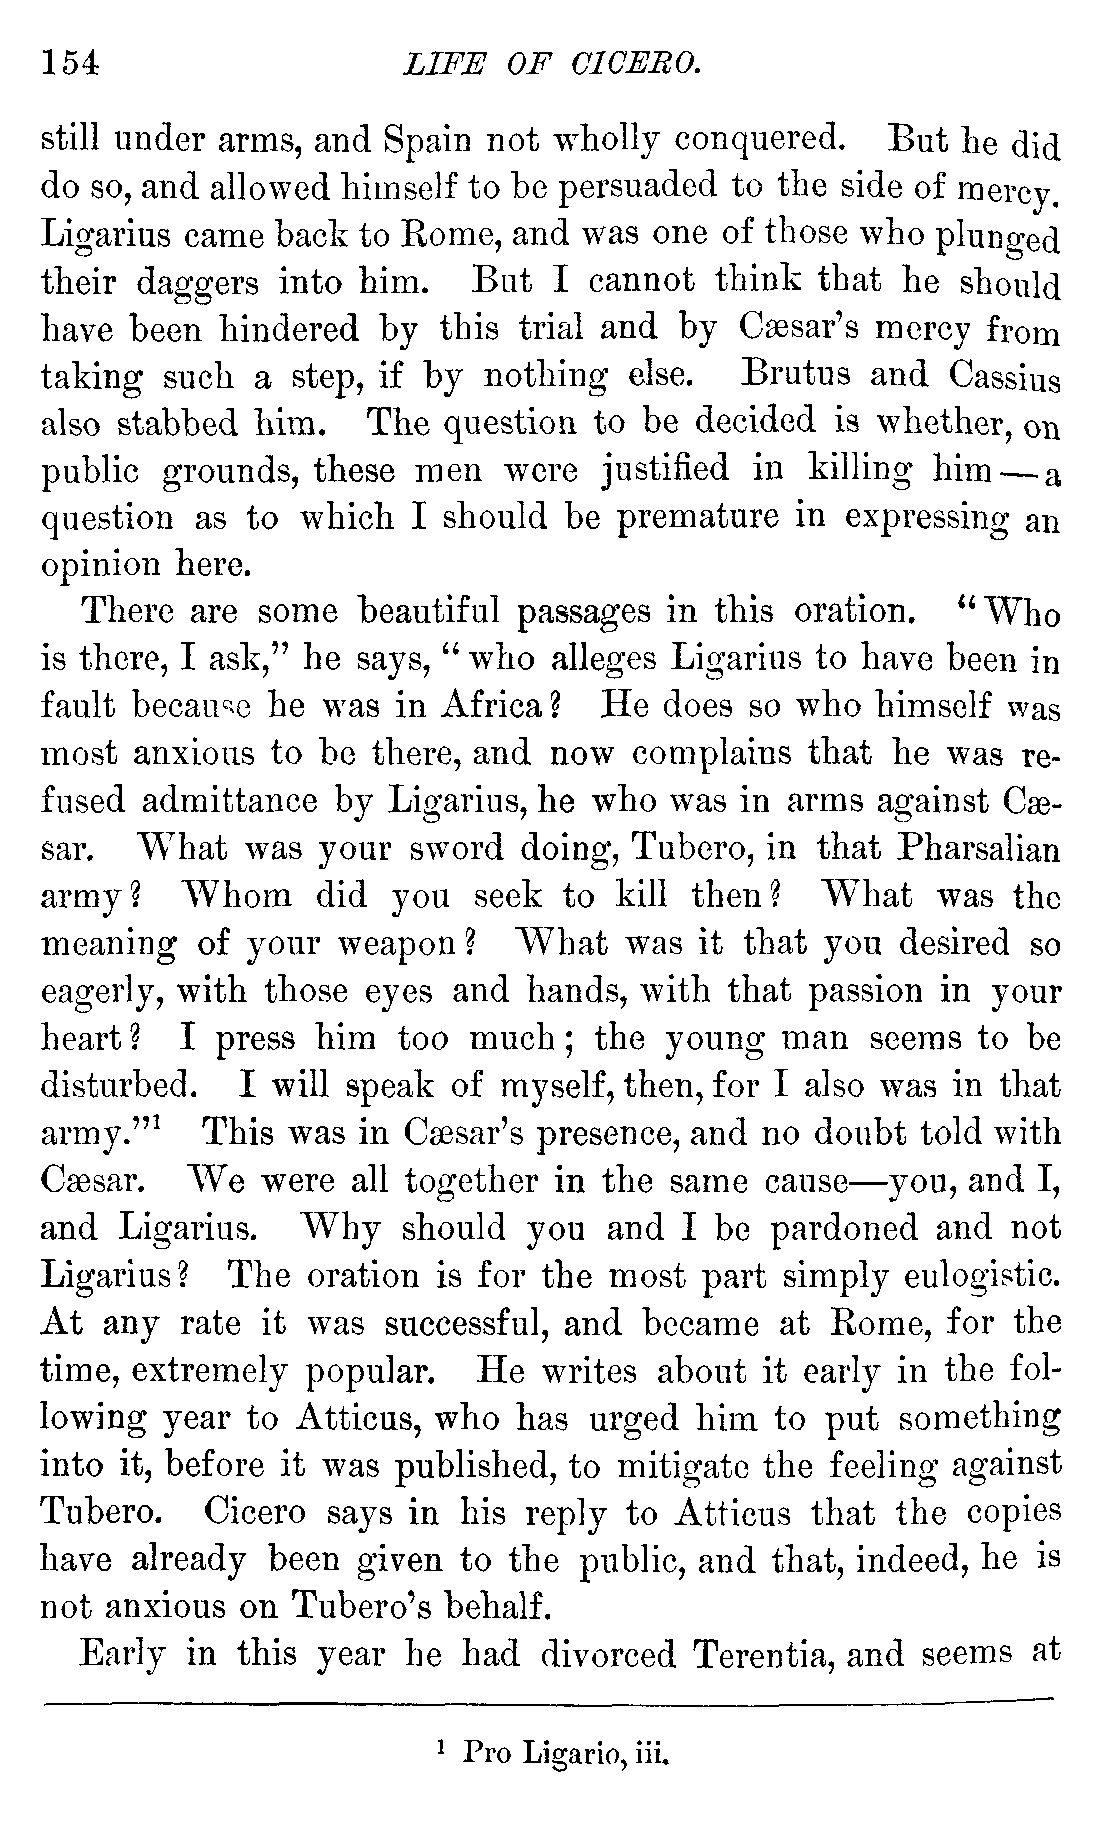 154 LIFE OF CICERO.
still under arms, and Spain not wholly conquered. But he did
do so, and allowed himself to be persuaded to the side of mercy.
Ligarius came back to Rome, and was one of those who plunged
their daggers into him. But I cannot think that he should
have been hindered by this trial and by Cæsar's mercy from
taking such a step, if by nothing else. Brutus and Cassius
also stabbed him. The question to be decided is whether, on
public grounds, these men were justified in killing him—a
question as to which I should be premature in expressing an
opinion here.
There are some beautiful passages in this oration. "Who
is there, I ask," he says, "who alleges Ligarius to have been in
fault because he was in Africa? He does so who himself was
most anxious to be there, and now complains that he was re-
fused admittance by Ligarius, he who was in arms against Cæ-
sar. What was your sword doing, Tubero, in that Pharsalian
army? Whom did you seek to kill then? What was the
meaning of your weapon? What was it that you desired so
eagerly, with those eyes and hands, with that passion in your
heart? I press him too much; the young man seems to be
disturbed. I will speak of myself, then, for I also was in that
army."¹ This was in Cæsar's presence, and no doubt told with
Cæsar. We were all together in the same cause—you, and I,
and Ligarius. Why should you and I be pardoned and not
Ligarius? The oration is for the most part simply eulogistic.
At any rate it was successful, and became at Rome, for the
time, extremely popular. He writes about it early in the fol-
lowing year to Atticus, who has urged him to put something
into it, before it was published, to mitigate the feeling against
Tubero. Cicero says in his reply to Atticus that the copies
have already been given to the public, and that, indeed, he is
not anxious on Tubero's behalf.
Early in this year he had divorced Terentia, and seems at
¹ Pro Ligario, iii.